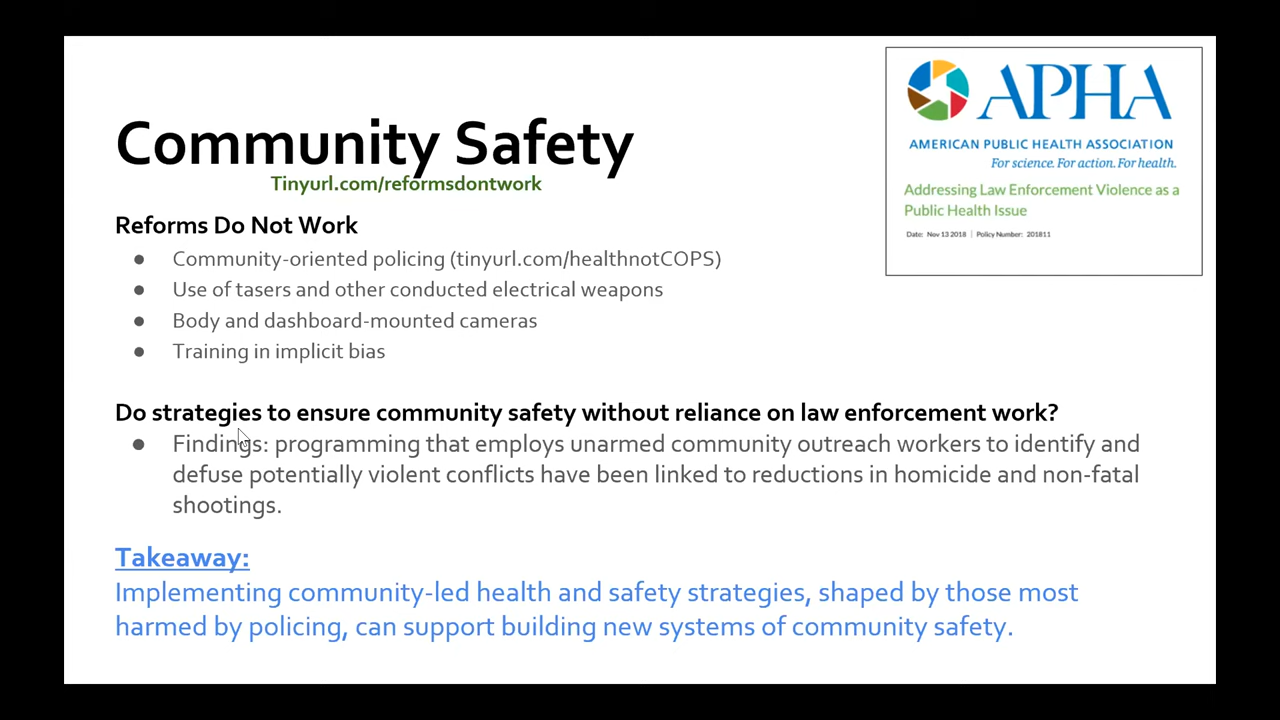 Community Safety
Tinyurl.com/reformsdontwork
Reforms Do Not Work
● Community-oriented policing (tinyurl.com/healthnotCOPS)
● Use of tasers and other conducted electrical weapons
● Body and dashboard-mounted cameras
● Training in implicit bias
Do strategies to ensure community safety without reliance on law enforcement work?
● Findings: programming that employs unarmed community outreach workers to identify and
defuse potentially violent conflicts have been linked to reductions in homicide and non-fatal
shootings.
Takeaway:
Implementing community-led health and safety strategies, shaped by those most
harmed by policing, can support building new systems of community safety.
APHA
AMERICAN PUBLIC HEALTH ASSOCIATION
For science. For action. For health.
Addressing Law Enforcement Violence as a
Public Health Issue
Date: Nov 13 2018 | Policy Number: 201811